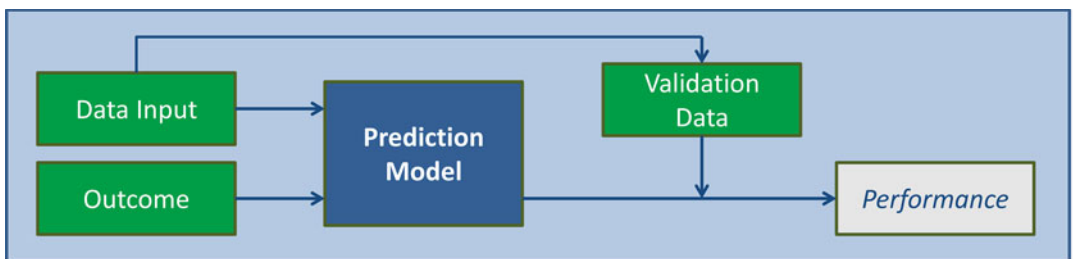 Data Input
Outcome
Prediction
Model
Validation
Data
Performance